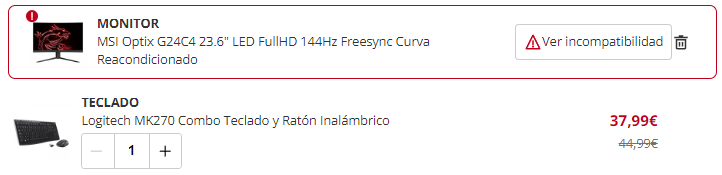 MONITOR
MSI Optix G24C4 23.6" LED FullHD 144Hz Freesync Curva
Reacondicionado
Ver incompatibilidad
TECLADO
Logitech MK270 Combo Teclado y Ratón Inalámbrico
37,99€
44,99€
− 1 +